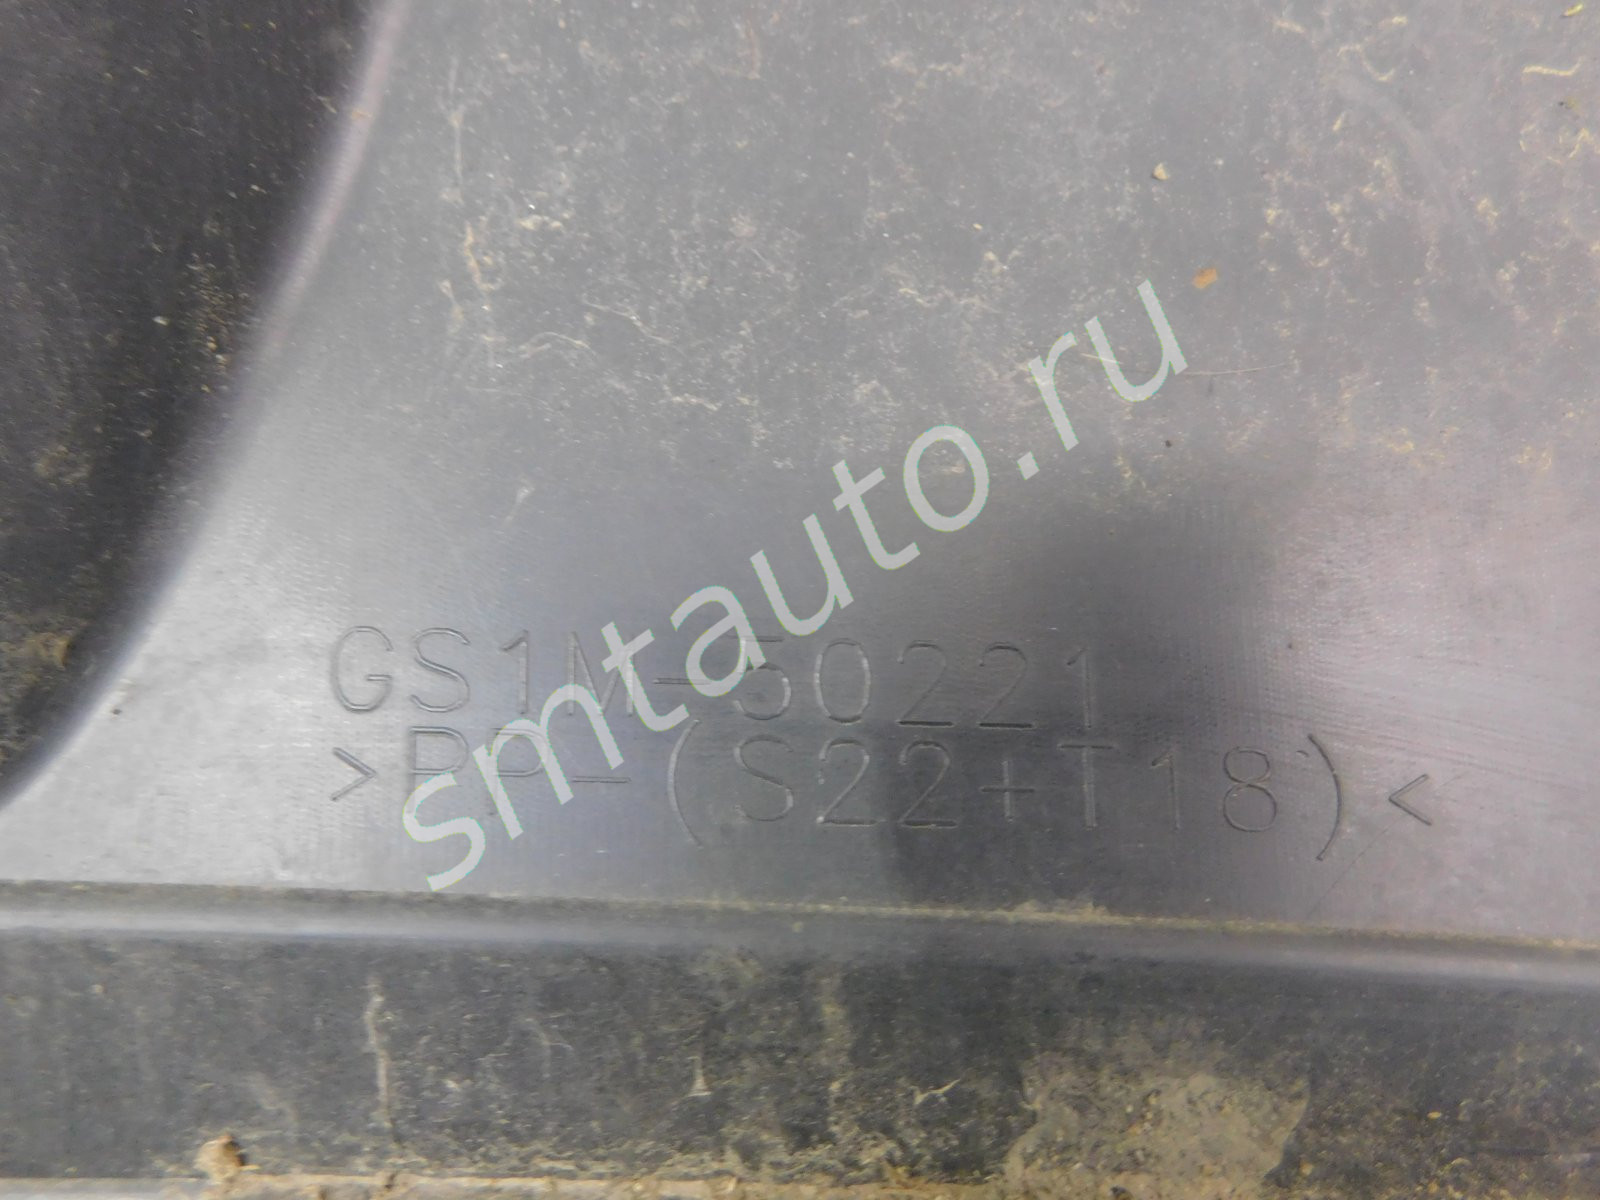 GS1M-50221
>PP-(S22+T18)<
smtauto.ru